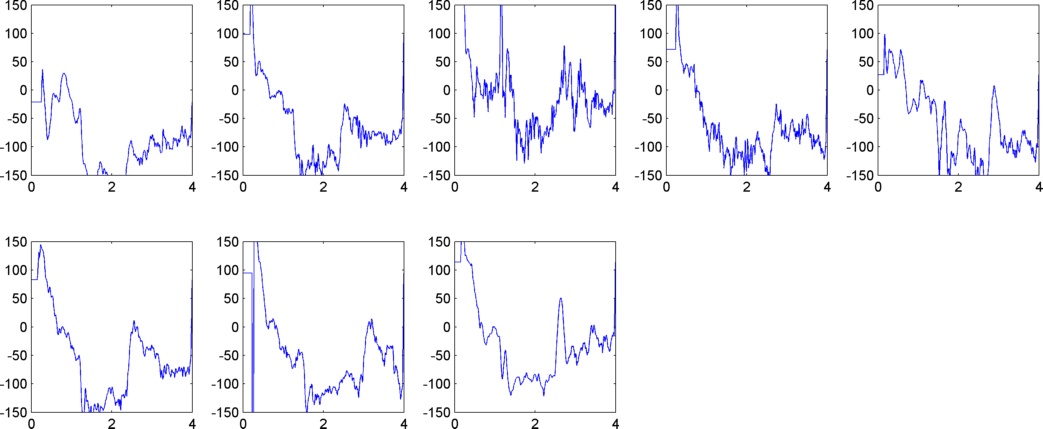 150 150 150 150 150
100 100 100 100 100
50 50 50 50 50
0 0 0 0 0
-50 -50 -50 -50 -50
-100 -100 -100 -100 -100
-150 -150 -150 -150 -150
0 2 4 0 2 4 0 2 4 0 2 4 0 2 4
150 150 150
100 100 100
50 50 50
0 0 0
-50 -50 -50
-100 -100 -100
-150 -150 -150
0 2 4 0 2 4 0 2 4